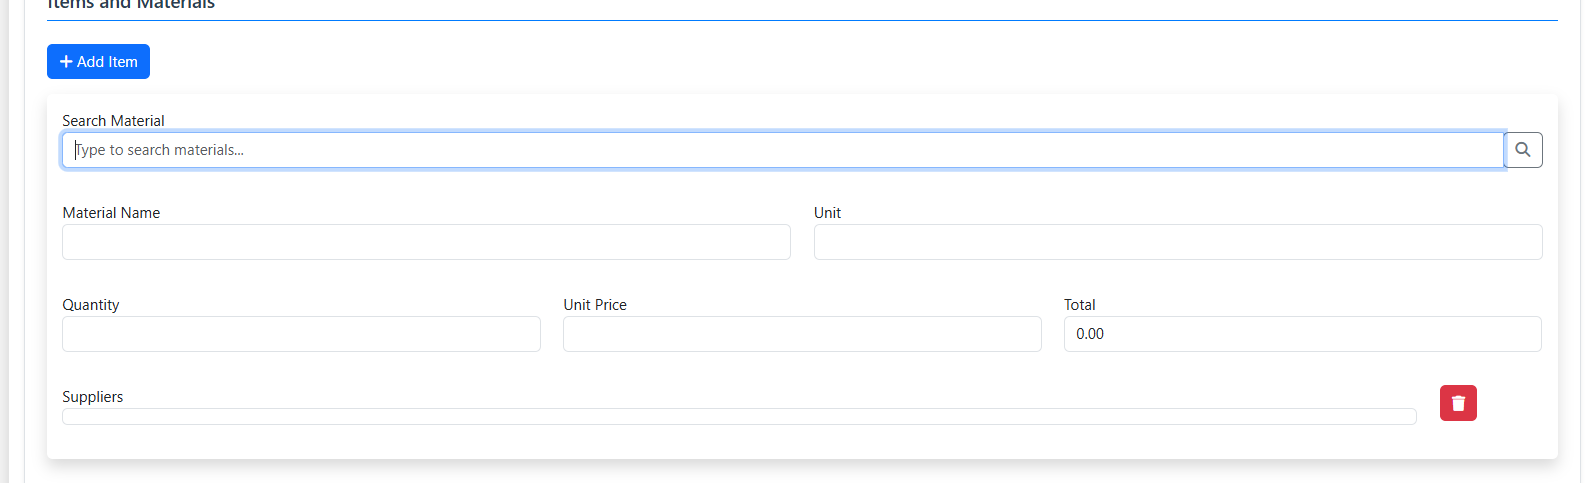 Items and Materials
Add Item
Search Material
Type to search materials...
Material Name
Unit
Quantity
Unit Price
Total
0.00
Suppliers